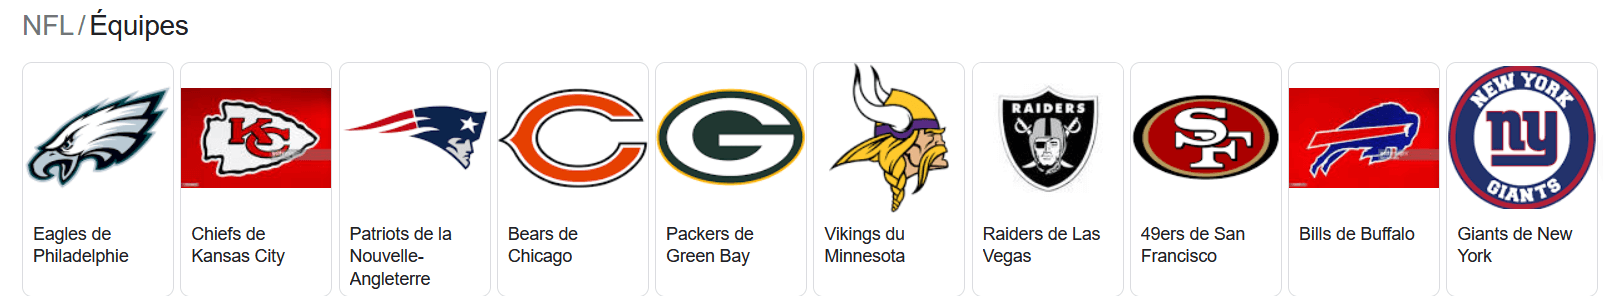 NFL/Équipes
KC
G
RAIDERS
SF
NEW YORK
ny
GIANTS
Eagles de
Philadelphie
Chiefs de
Kansas City
Patriots de la
Nouvelle-
Angleterre
Bears de
Chicago
Packers de
Green Bay
Vikings du
Minnesota
Raiders de Las
Vegas
49ers de San
Francisco
Bills de Buffalo
Giants de New
York